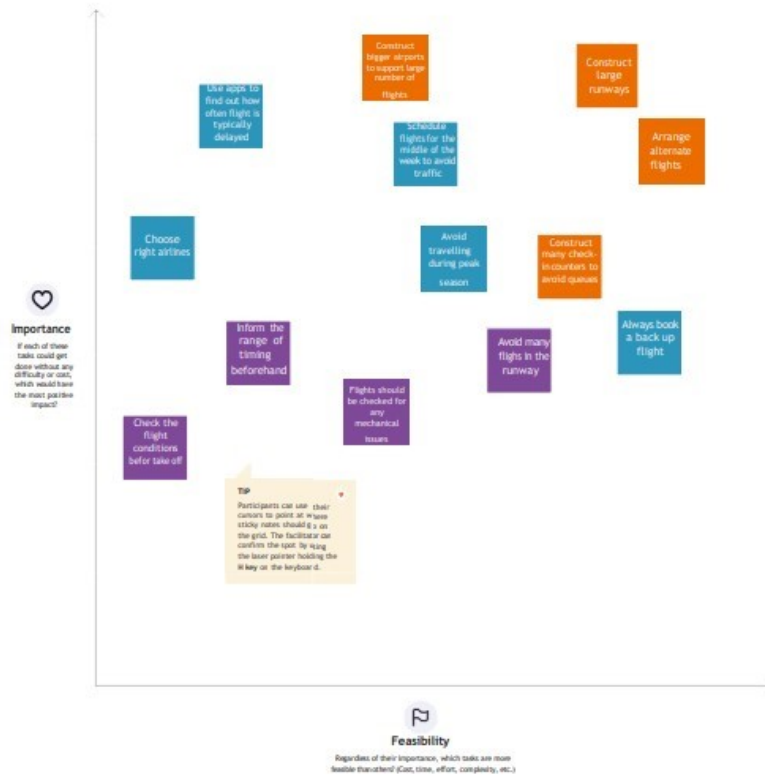 Construct
bigger airports
to support large
number of
flights
Construct
large
runways
Use apps to
find out how
often flight is
typically
delayed
Schedule
flights for the
middle of the
week to avoid
traffic
Arrange
alternate
flights
Choose
right airlines
Avoid
travelling
during peak
season
Construct
many check-
in counters to
avoid queues
Importance
If each of these
tasks could get
done without any
difficulty or cost,
which would have
the most positive
impact?
Inform the
range of
timing
beforehand
Avoid many
flighs in the
runway
Always book
a back up
flight
Flights should
be checked for
any
mechanical
issues
Check the
flight
conditions
befor take off
TIP
Participants can use their
cursors to point at where
sticky notes should on
the grid. The facilitator can
confirm the spot by using
the laser pointer holding the
H key on the keyboard.
Feasibility
Regardless of their importance, which tasks are more
feasible than others? (Cost, time, effort, complexity, etc.)